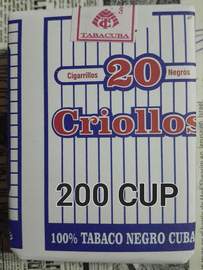 TABACUBA
Cigarrillos 20 Negros
Criollos
200 CUP
100% TABACO NEGRO CUBA